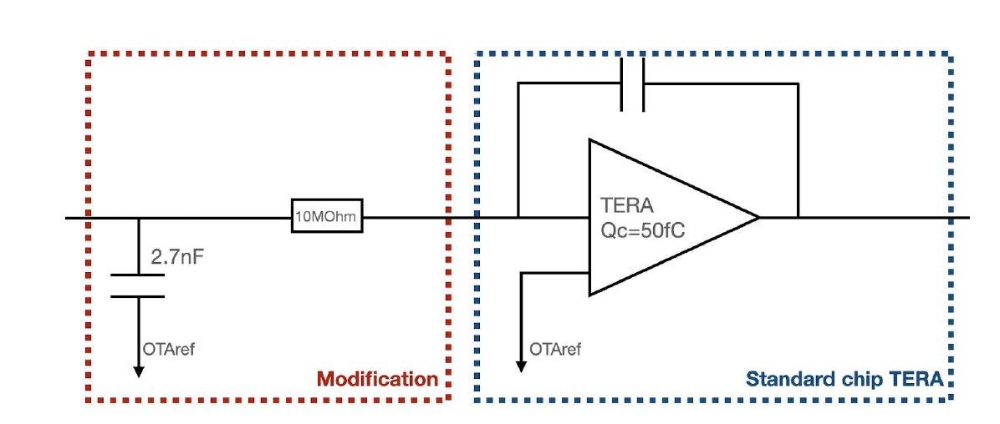 10MOhm
2.7nF
OTAref
Modification
TERA
Qc=50fC
OTAref
Standard chip TERA